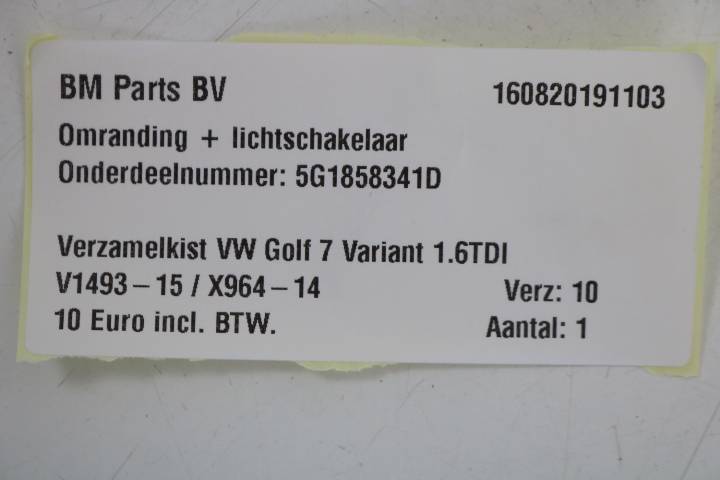 BM Parts BV 160820191103
Omranding + lichtschakelaar
Onderdeelnummer: 5G1858341D
Verzamelkist VW Golf 7 Variant 1.6TDI
V1493-15 / X964-14 Verz: 10
10 Euro incl. BTW. Aantal: 1